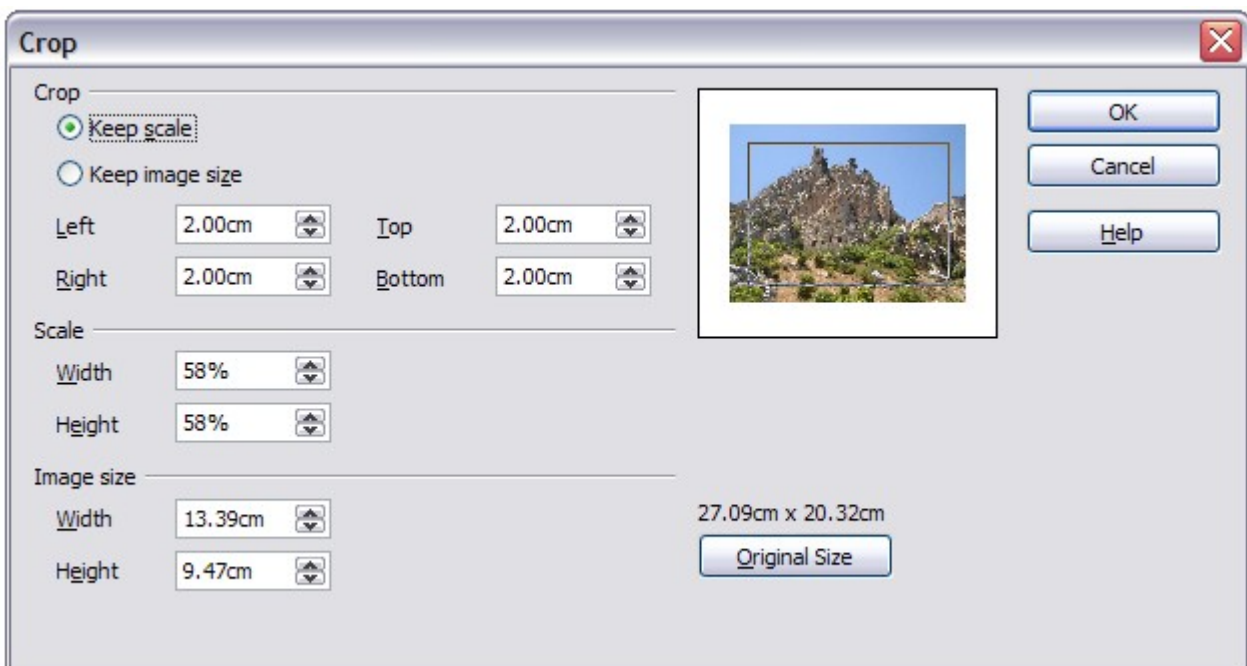 Crop
Crop
Keep scale
Keep image size
Left 2.00cm Top 2.00cm
Right 2.00cm Bottom 2.00cm
Scale
Width 58%
Height 58%
Image size
Width 13.39cm
Height 9.47cm
27.09cm x 20.32cm
Original Size
OK
Cancel
Help